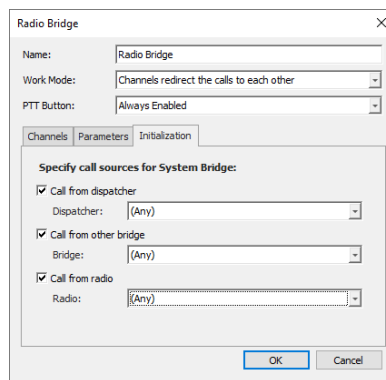 Radio Bridge
Name: Radio Bridge
Work Mode: Channels redirect the calls to each other
PTT Button: Always Enabled
Channels Parameters Initialization
Specify call sources for System Bridge:
Call from dispatcher
Dispatcher: (Any)
Call from other bridge
Bridge: (Any)
Call from radio
Radio: (Any)
OK Cancel